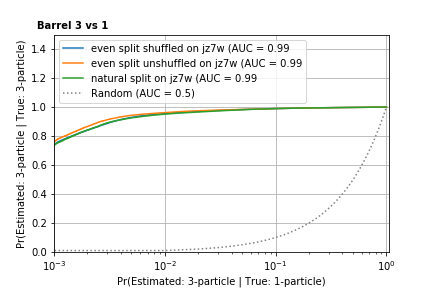 Barrel 3 vs 1
Pr(Estimated: 3-particle | True: 3-particle)
1.4
1.2
1.0
0.8
0.6
0.4
0.2
0.0
even split shuffled on jz7w (AUC = 0.99
even split unshuffled on jz7w (AUC = 0.99
natural split on jz7w (AUC = 0.99
Random (AUC = 0.5)
10⁻³ 10⁻² 10⁻¹ 10⁰
Pr(Estimated: 3-particle | True: 1-particle)